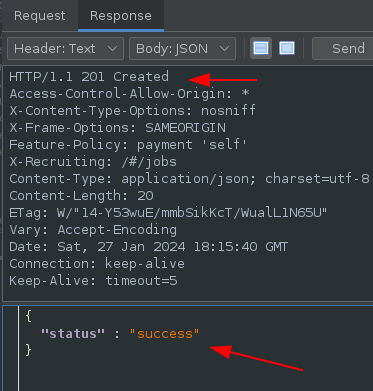 Request Response
Header: Text Body: JSON Send
HTTP/1.1 201 Created
Access-Control-Allow-Origin: *
X-Content-Type-Options: nosniff
X-Frame-Options: SAMEORIGIN
Feature-Policy: payment 'self'
X-Recruiting: /#/jobs
Content-Type: application/json; charset=utf-8
Content-Length: 20
ETag: W/"14-Y53wuE/mmbSikKcT/WualL1N65U"
Vary: Accept-Encoding
Date: Sat, 27 Jan 2024 18:15:40 GMT
Connection: keep-alive
Keep-Alive: timeout=5
{
"status" : "success"
}